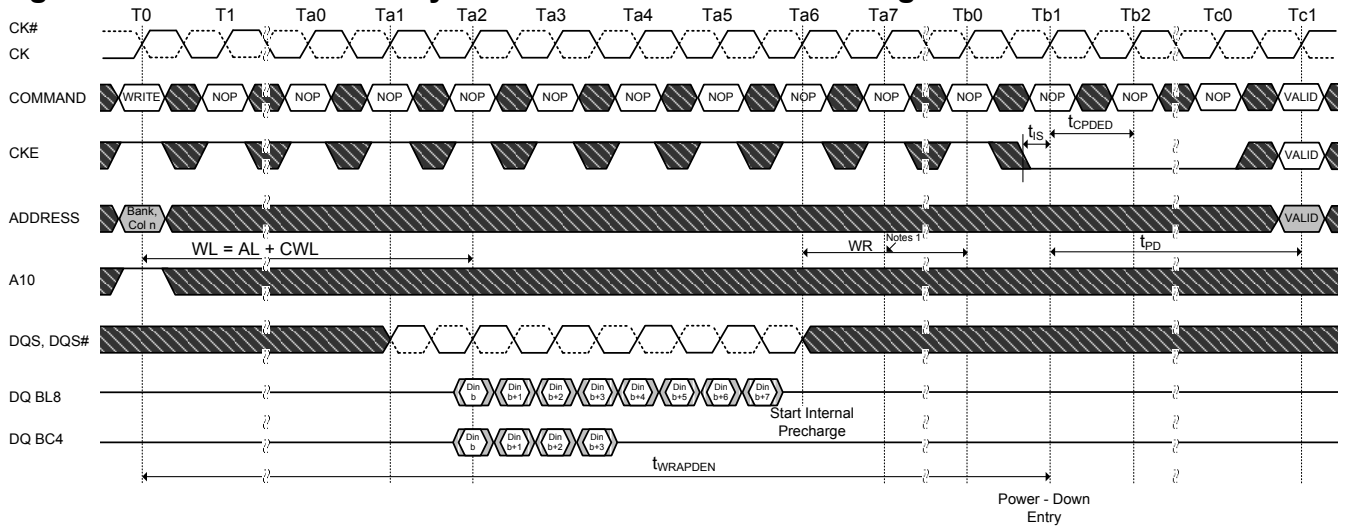 T0 T1 Ta0 Ta1 Ta2 Ta3 Ta4 Ta5 Ta6 Ta7 Tb0 Tb1 Tb2 Tc0 Tc1
CK#
CK
COMMAND WRITE NOP NOP NOP NOP NOP NOP NOP NOP NOP NOP NOP NOP NOP VALID
tIS tCPDED
CKE VALID
ADDRESS Bank, Col n VALID
WL = AL + CWL WR Notes 1 tPD
A10
DQS, DQS#
DQ BL8 Din b Din b+1 Din b+2 Din b+3 Din b+4 Din b+5 Din b+6 Din b+7
Start Internal
Precharge
DQ BC4 Din b Din b+1 Din b+2 Din b+3
tWRAPDEN
Power - Down
Entry